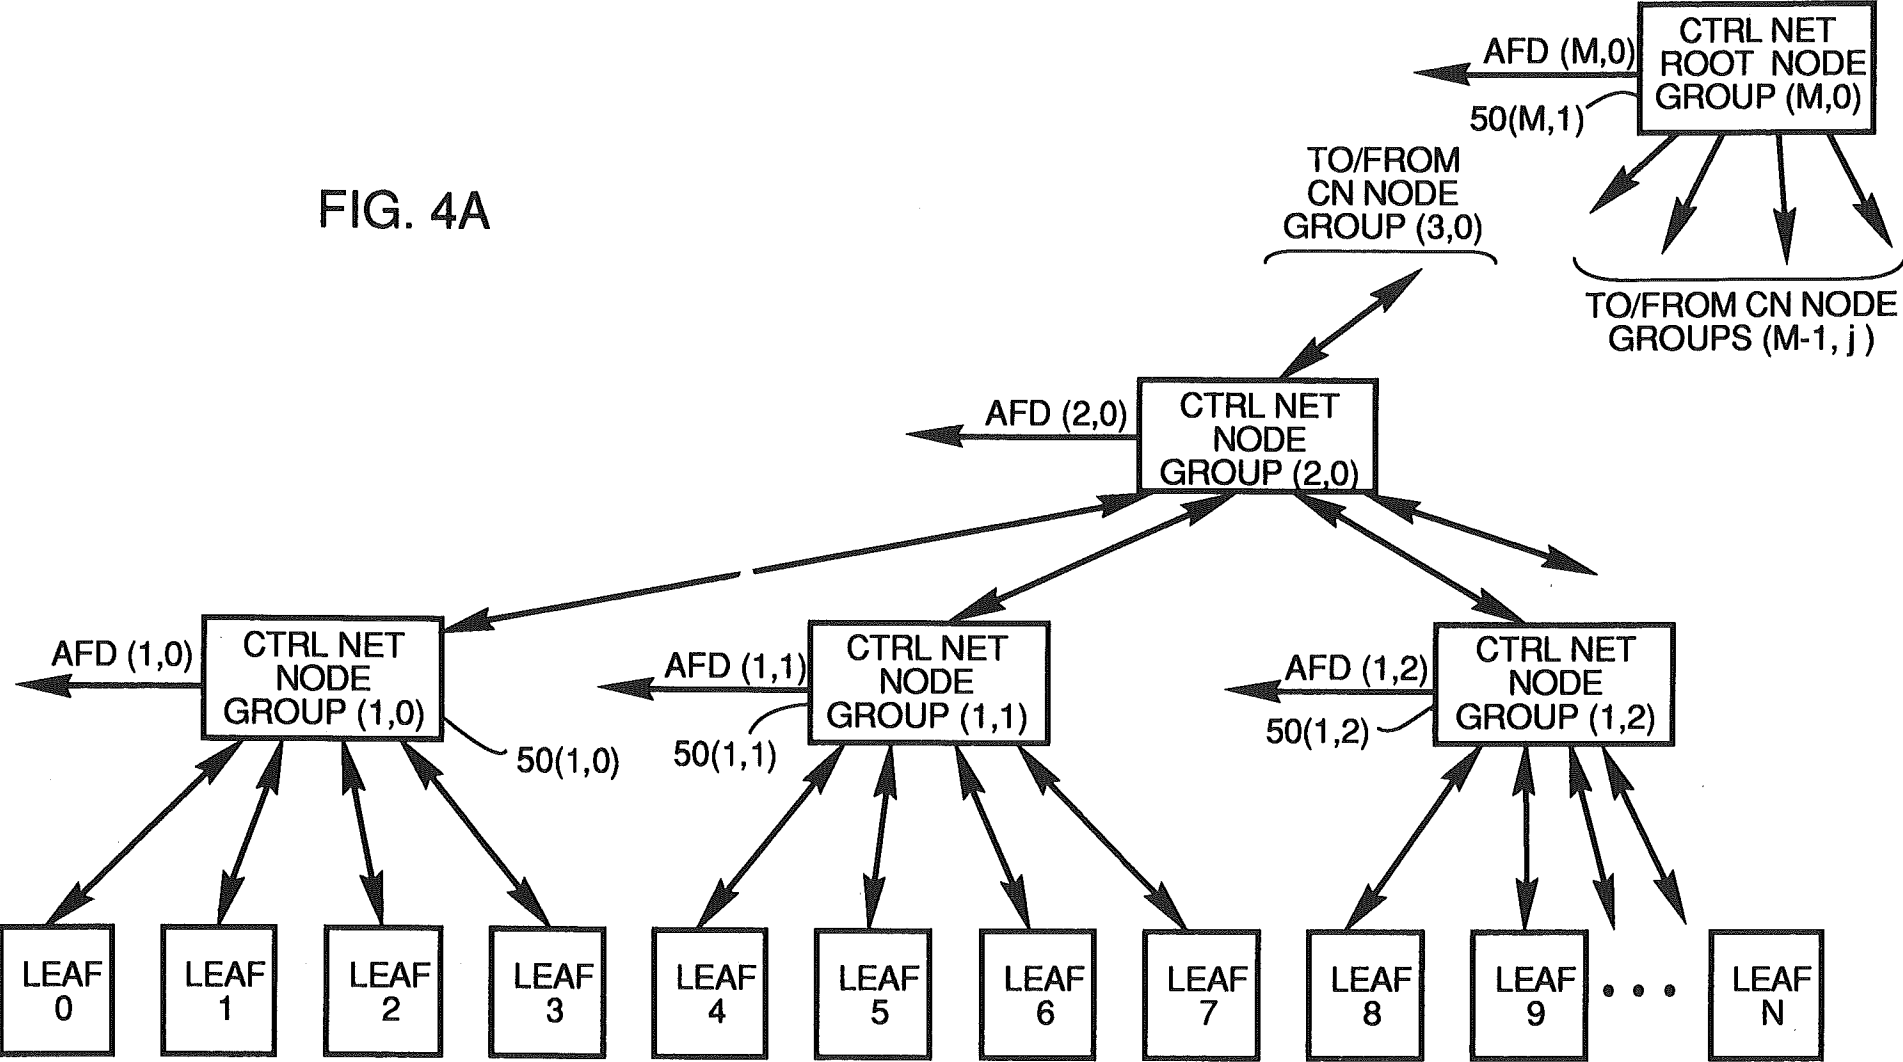 CTRL NET
ROOT NODE
GROUP (M,0)
AFD (M,0)
50(M,1)
TO/FROM
CN NODE
GROUP (3,0)
FIG. 4A
TO/FROM CN NODE
GROUPS (M-1, j )
AFD (2,0)
CTRL NET
NODE
GROUP (2,0)
AFD (1,0)
CTRL NET
NODE
GROUP (1,0)
50(1,0)
AFD (1,1)
CTRL NET
NODE
GROUP (1,1)
50(1,1)
AFD (1,2)
CTRL NET
NODE
GROUP (1,2)
50(1,2)
LEAF
0
LEAF
1
LEAF
2
LEAF
3
LEAF
4
LEAF
5
LEAF
6
LEAF
7
LEAF
8
LEAF
9
• • •
LEAF
N